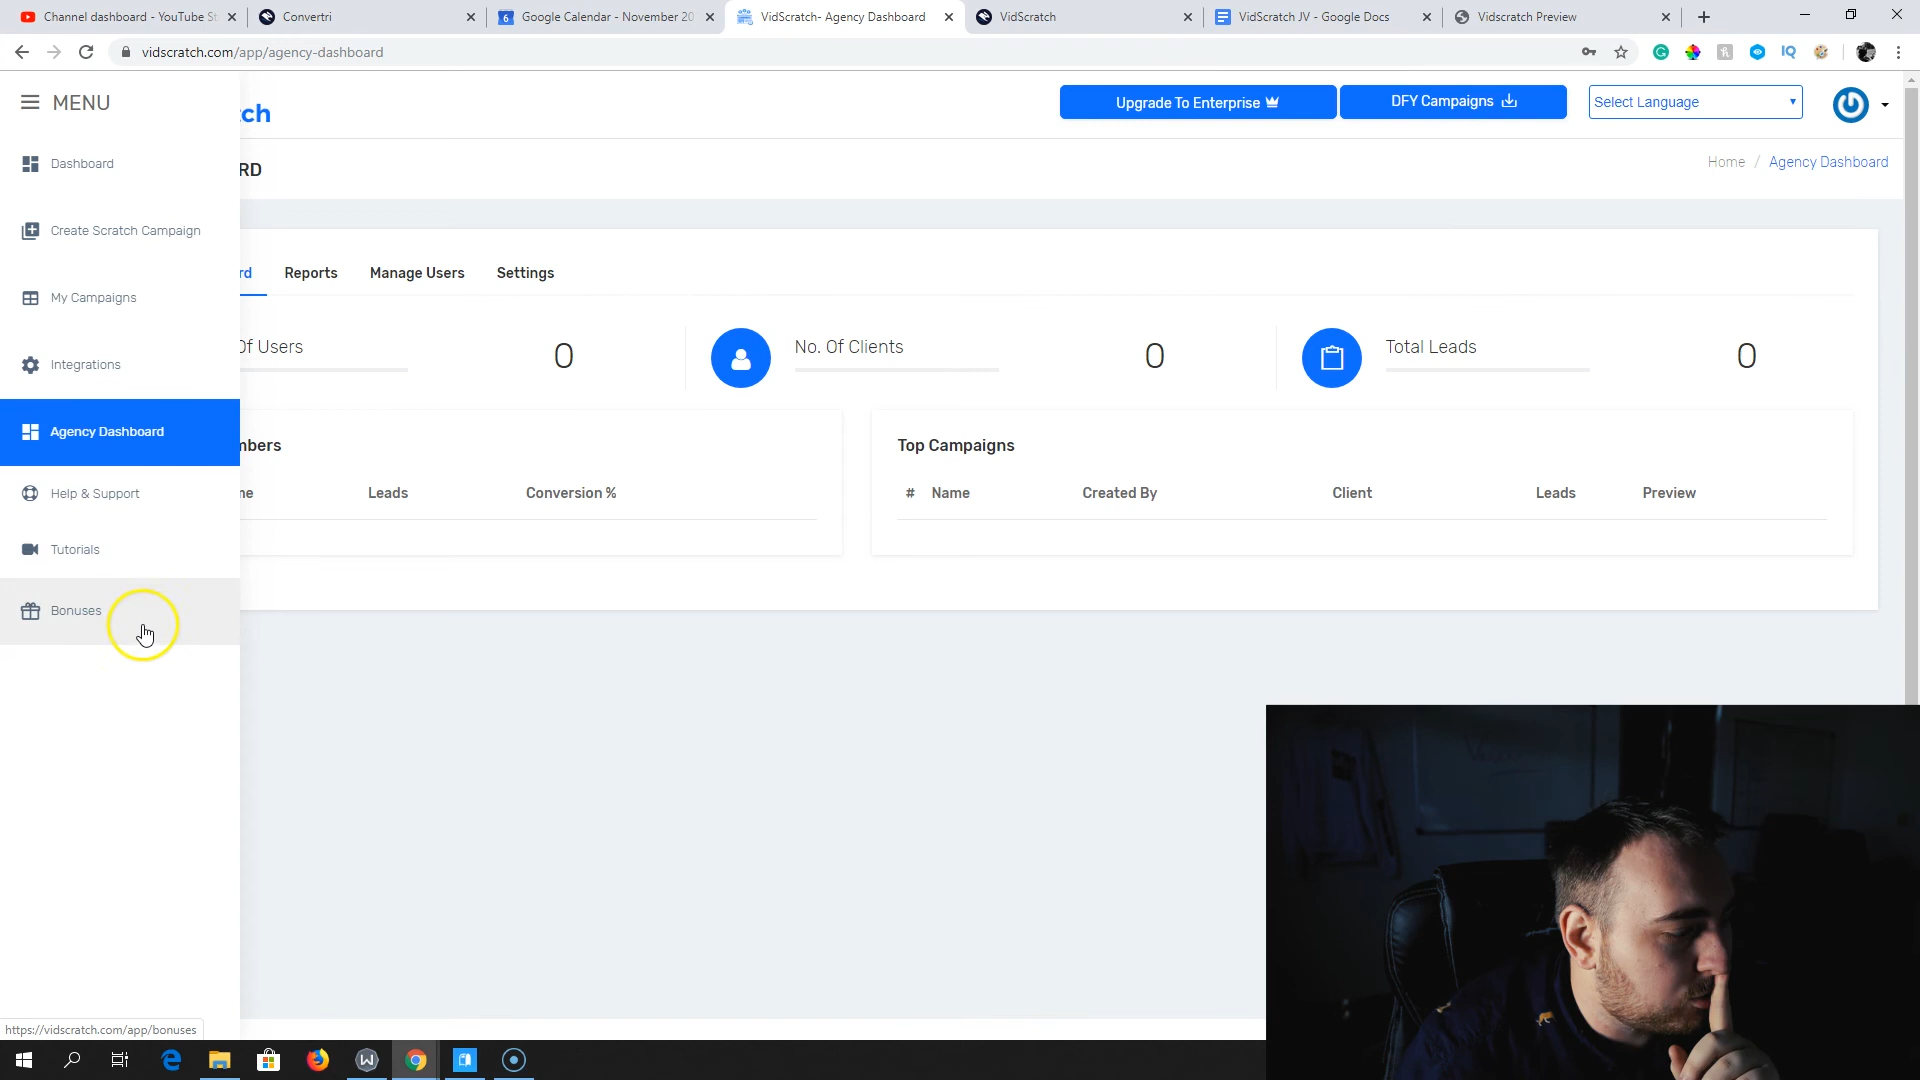 Channel dashboard - YouTube St
Convertri
Google Calendar - November 20
VidScratch- Agency Dashboard
VidScratch
VidScratch JV - Google Docs
Vidscratch Preview
vidscratch.com/app/agency-dashboard
MENU
ch
Upgrade To Enterprise
DFY Campaigns
Select Language
Dashboard
RD
Home / Agency Dashboard
Create Scratch Campaign
rd
Reports
Manage Users
Settings
My Campaigns
Of Users
0
No. Of Clients
0
Total Leads
0
Integrations
Agency Dashboard
mbers
Top Campaigns
Help & Support
me
Leads
Conversion %
# Name
Created By
Client
Leads
Preview
Tutorials
Bonuses
https://vidscratch.com/app/bonuses